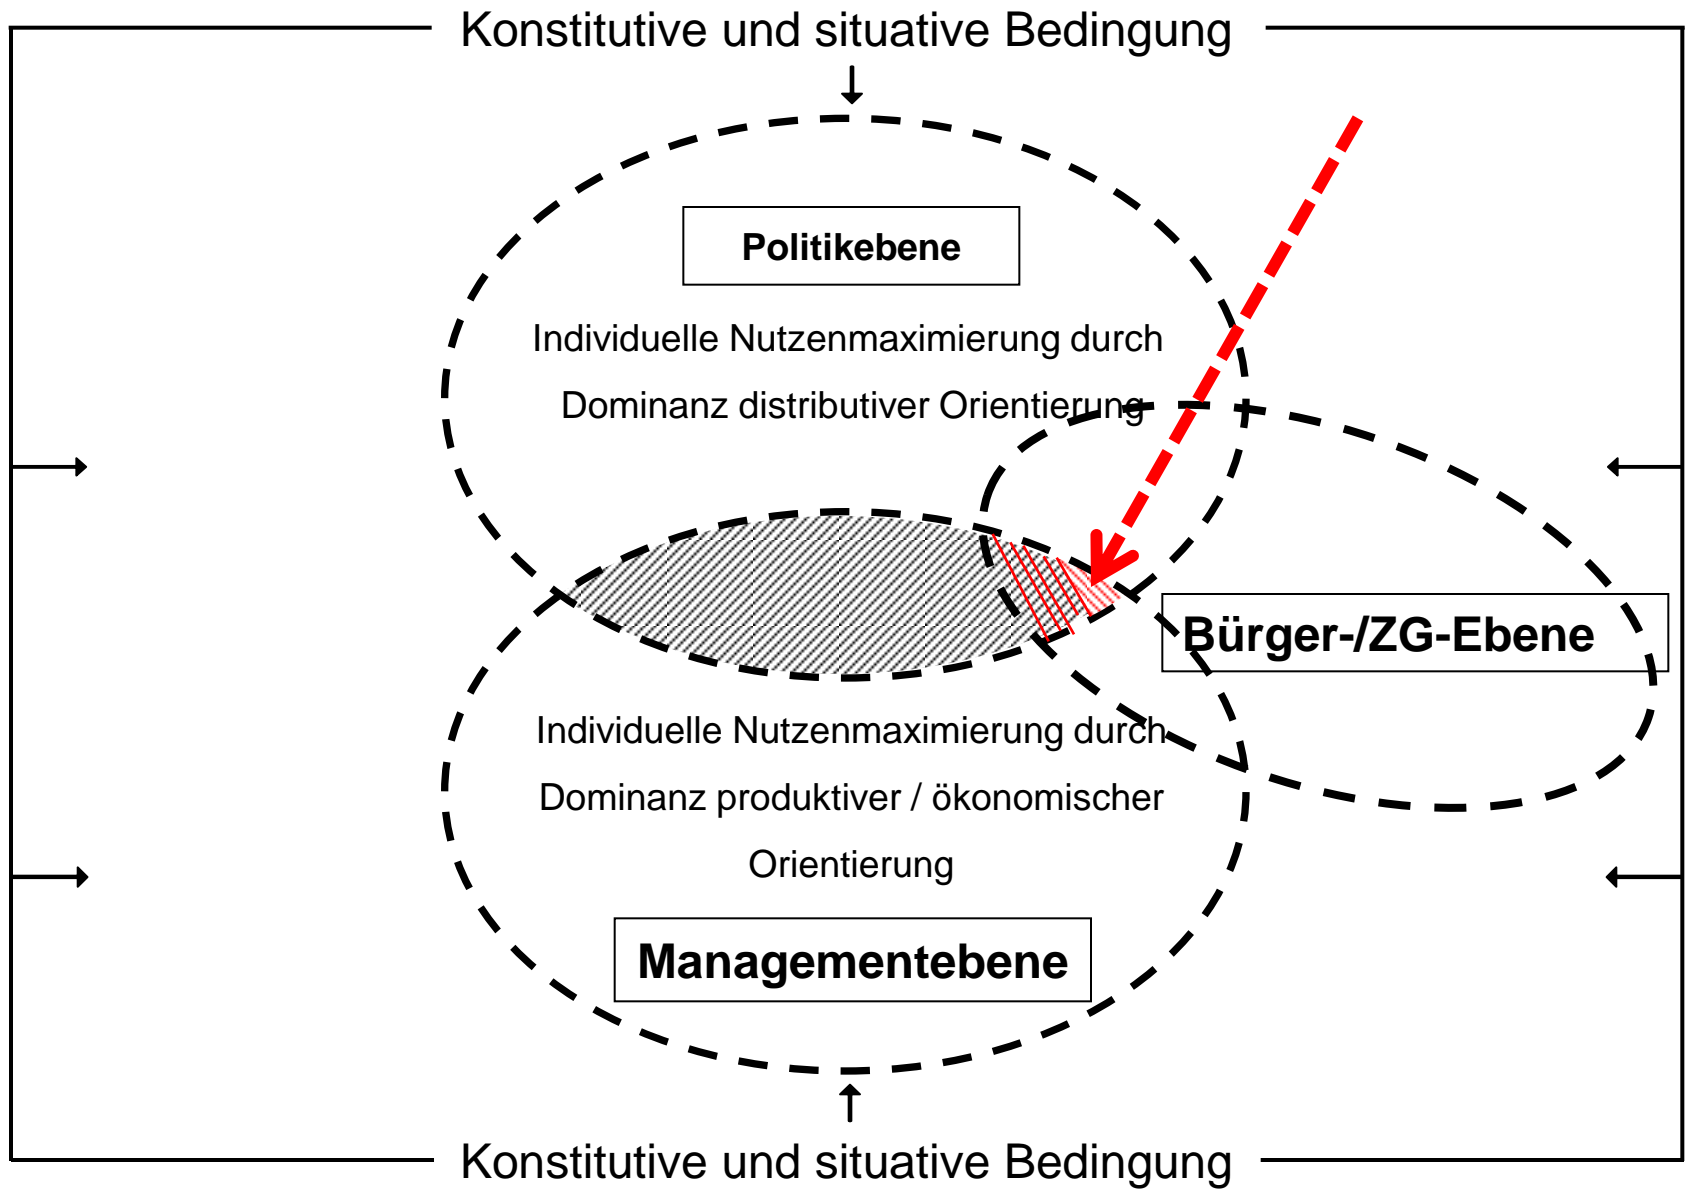 Konstitutive und situative Bedingung
Politikebene
Individuelle Nutzenmaximierung durch
Dominanz distributiver Orientierung
Bürger-/ZG-Ebene
Individuelle Nutzenmaximierung durch
Dominanz produktiver / ökonomischer
Orientierung
Managementebene
Konstitutive und situative Bedingung